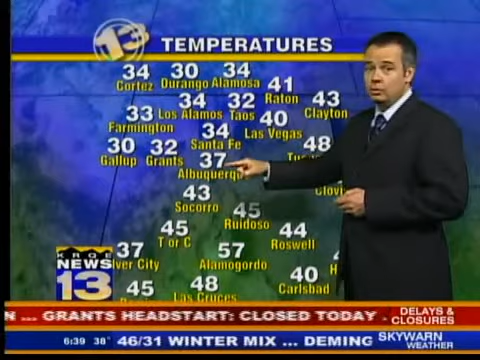 13 TEMPERATURES
34 30 34
Cortez Durango Alamosa 41
34 32 Raton 43
33 Los Alamos Taos 40 Clayton
Farmington 34 Las Vegas
30 32 Santa Fe 48
Gallup Grants 37
Albuquerque
43
Socorro 45
45 Ruidoso 44
T or C Roswell
37 57
Alamogordo 40
45 48 Carlsbad
Las Cruces
KRQE
NEWS
13
GRANTS HEADSTART: CLOSED TODAY - DELAYS &
CLOSURES
6:39 38° 46/31 WINTER MIX ... DEMING SKYWARN
WEATHER